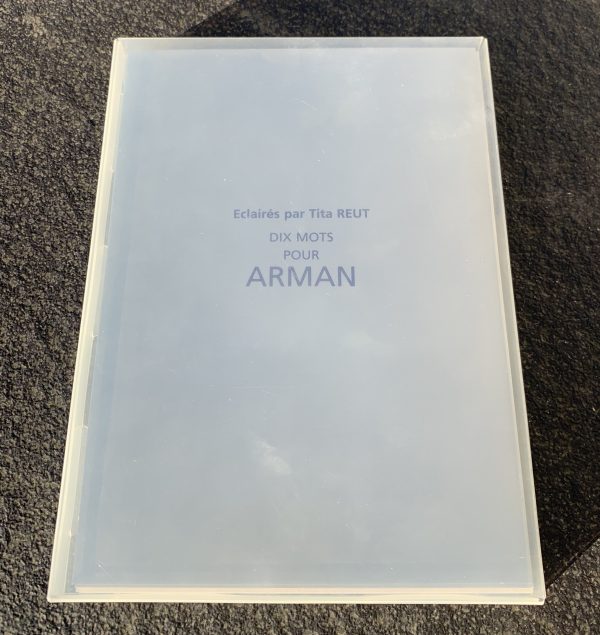 Eclairés par Tita REUT
DIX MOTS
POUR
ARMAN